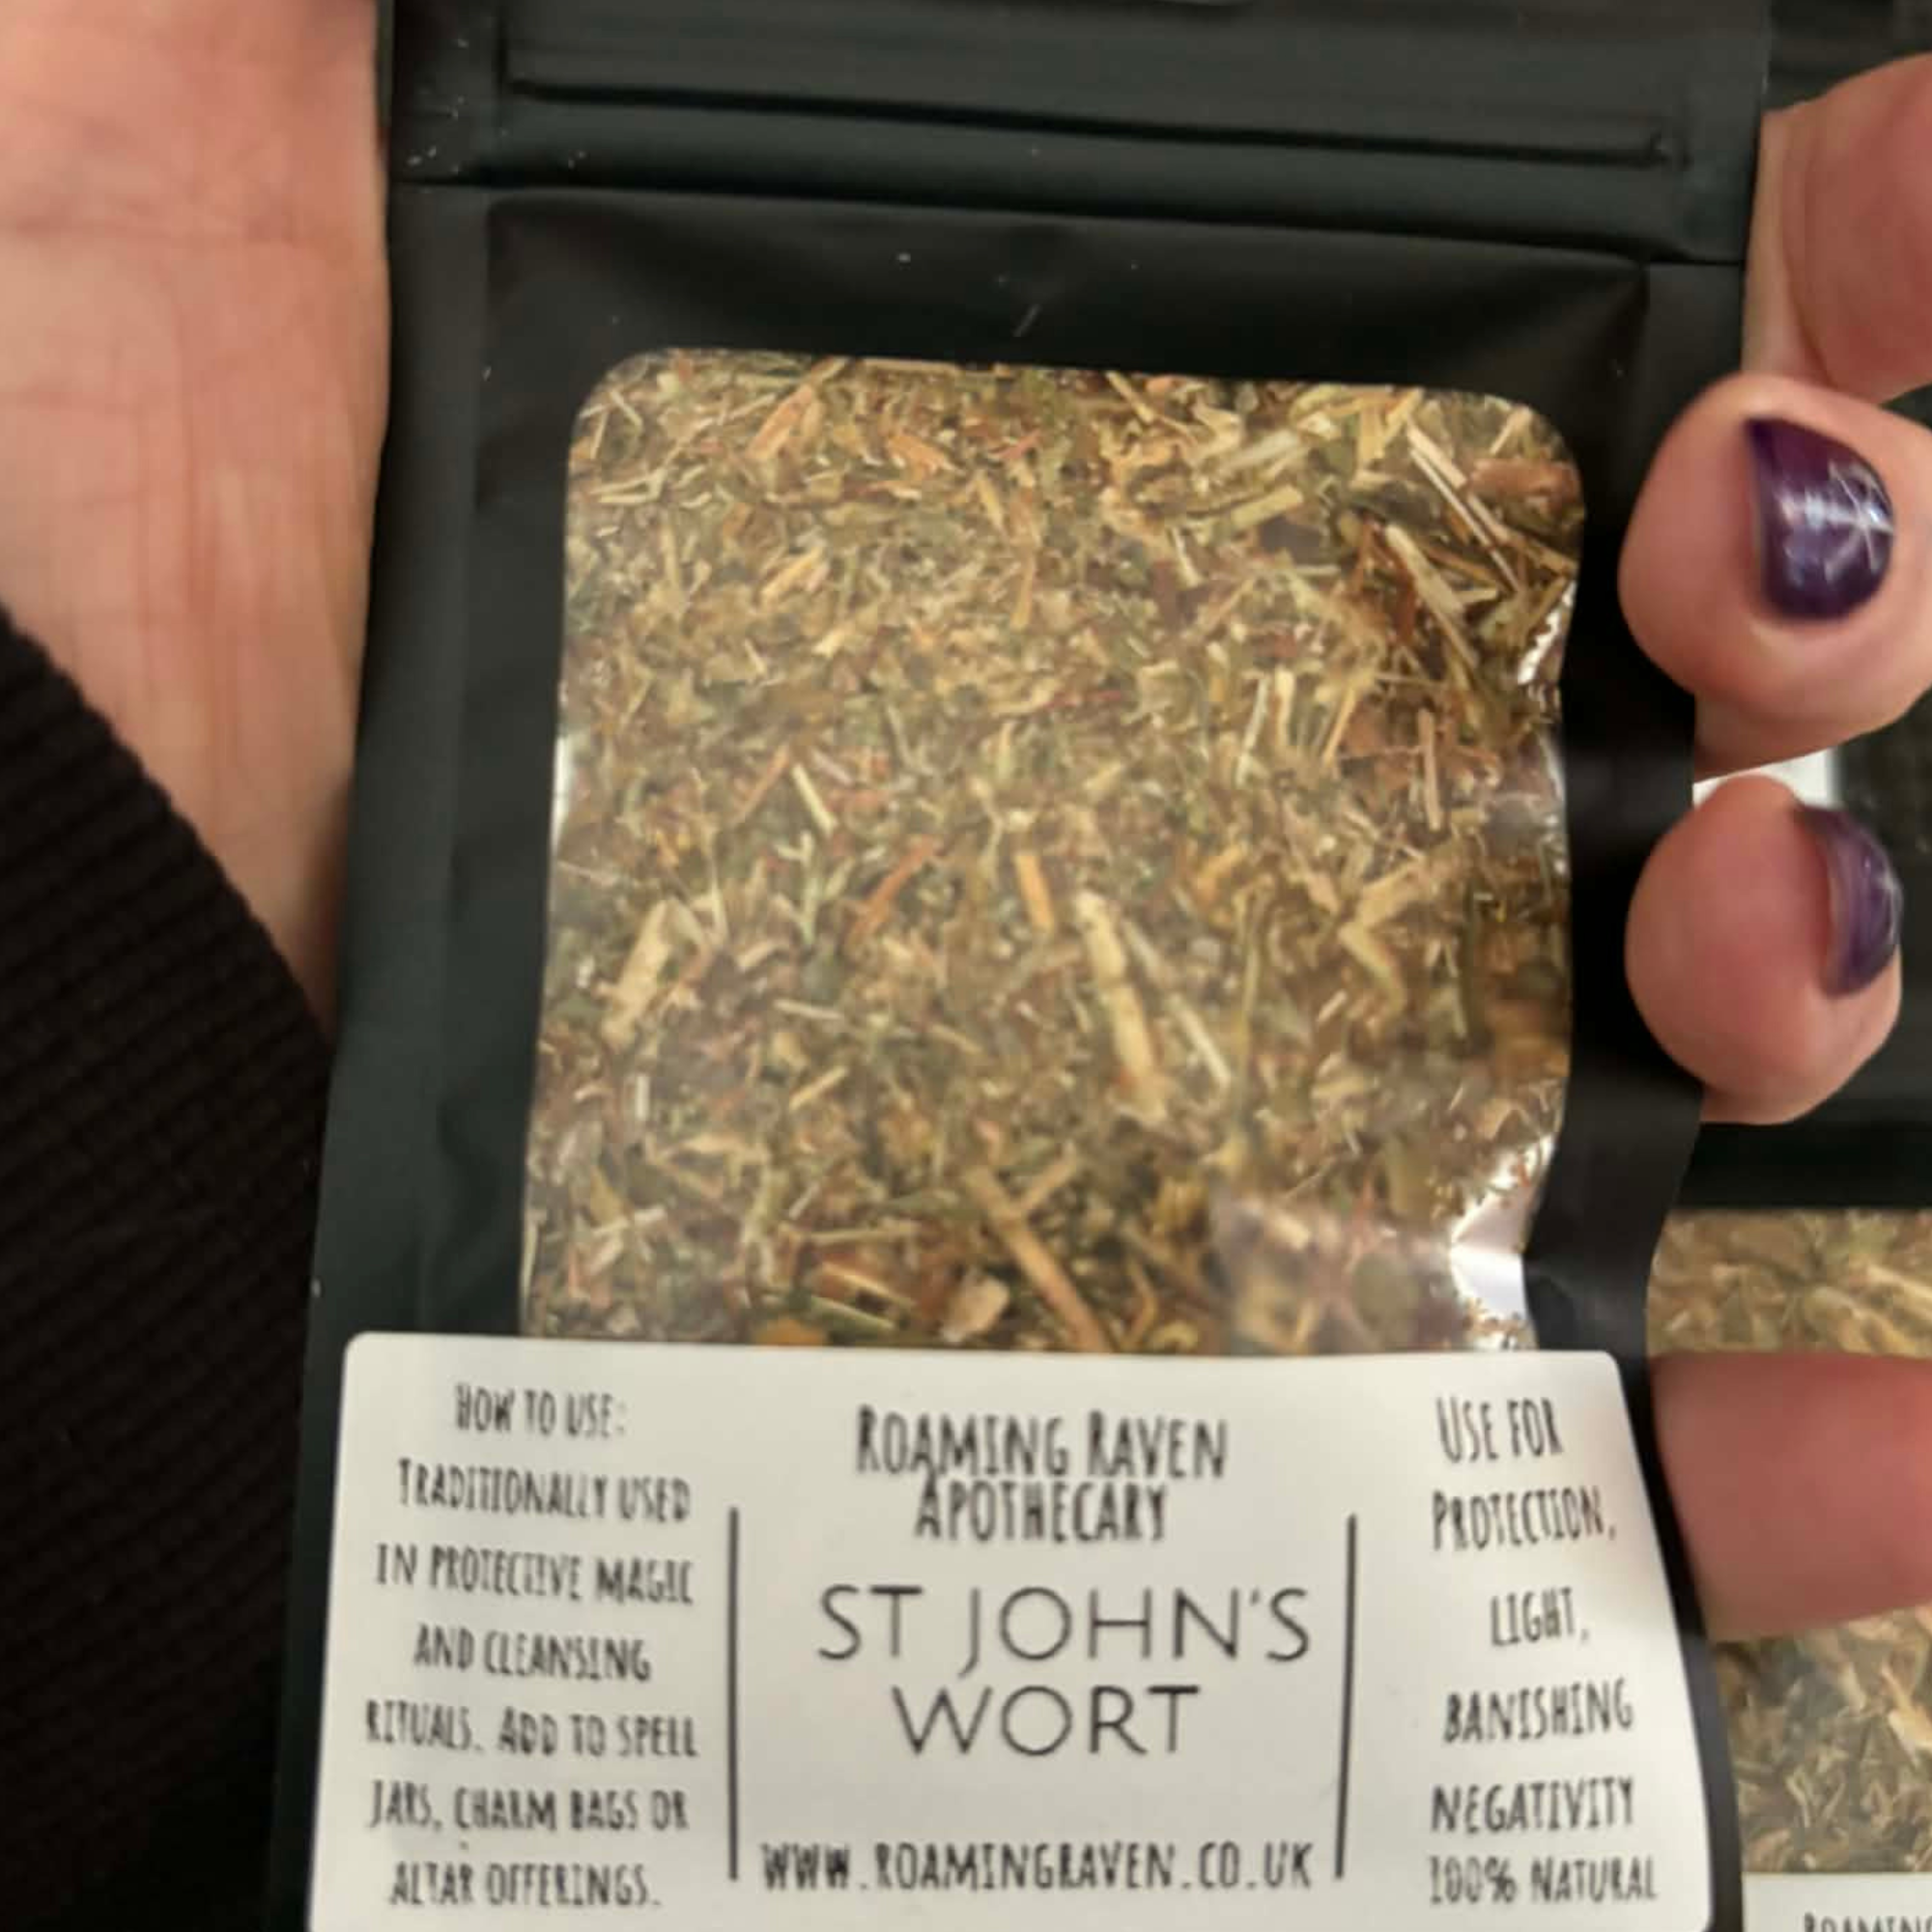 HOW TO USE:
TRADITIONALLY USED
IN PROTECTIVE MAGIC
AND CLEANSING
RITUALS. ADD TO SPELL
JARS, CHARM BAGS OR
ALTAR OFFERINGS.
ROAMING RAVEN
APOTHECARY
ST JOHN'S
WORT
WWW.ROAMINGRAVEN.CO.UK
USE FOR
PROTECTION,
LIGHT,
BANISHING
NEGATIVITY
100% NATURAL
ROAMING